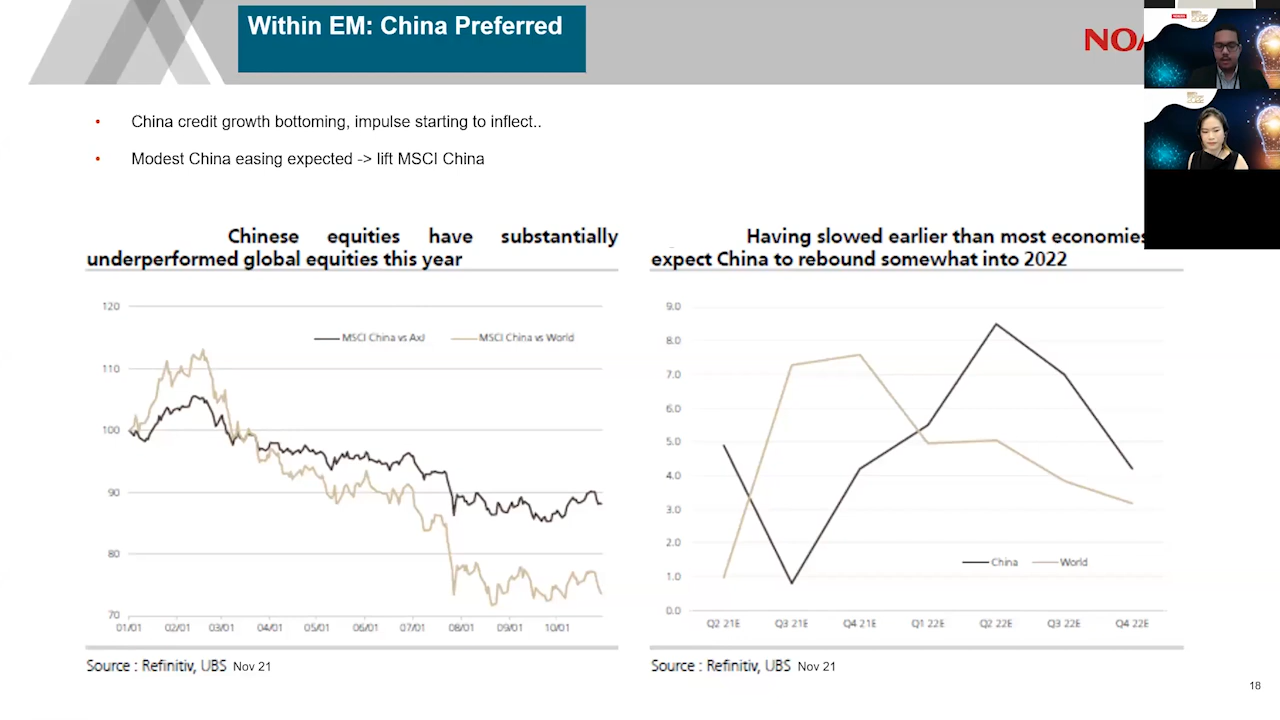 Within EM: China Preferred
NOA
• China credit growth bottoming, impulse starting to inflect..
• Modest China easing expected -> lift MSCI China
Chinese equities have substantially
underperformed global equities this year
120
110
100
90
80
70
MSCI China vs AxJ
MSCI China vs World
01/01 02/01 03/01 04/01 05/01 06/01 07/01 08/01 09/01 10/01
Source : Refinitiv, UBS Nov 21
Having slowed earlier than most economies
expect China to rebound somewhat into 2022
9.0
8.0
7.0
6.0
5.0
4.0
3.0
2.0
1.0
0.0
China
World
Q2 21E Q3 21E Q4 21E Q1 22E Q2 22E Q3 22E Q4 22E
Source : Refinitiv, UBS Nov 21
18